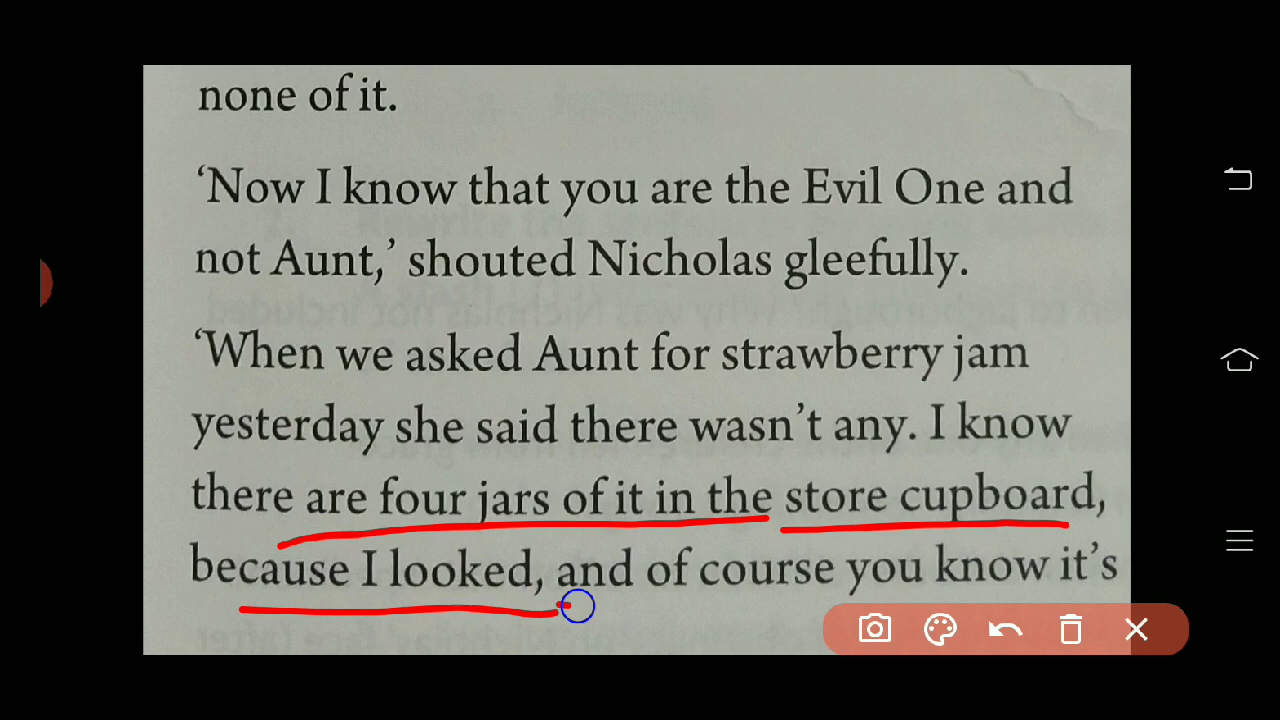 none of it.
‘Now I know that you are the Evil One and
not Aunt,’ shouted Nicholas gleefully.
‘When we asked Aunt for strawberry jam
yesterday she said there wasn’t any. I know
there are four jars of it in the store cupboard,
because I looked, and of course you know it’s